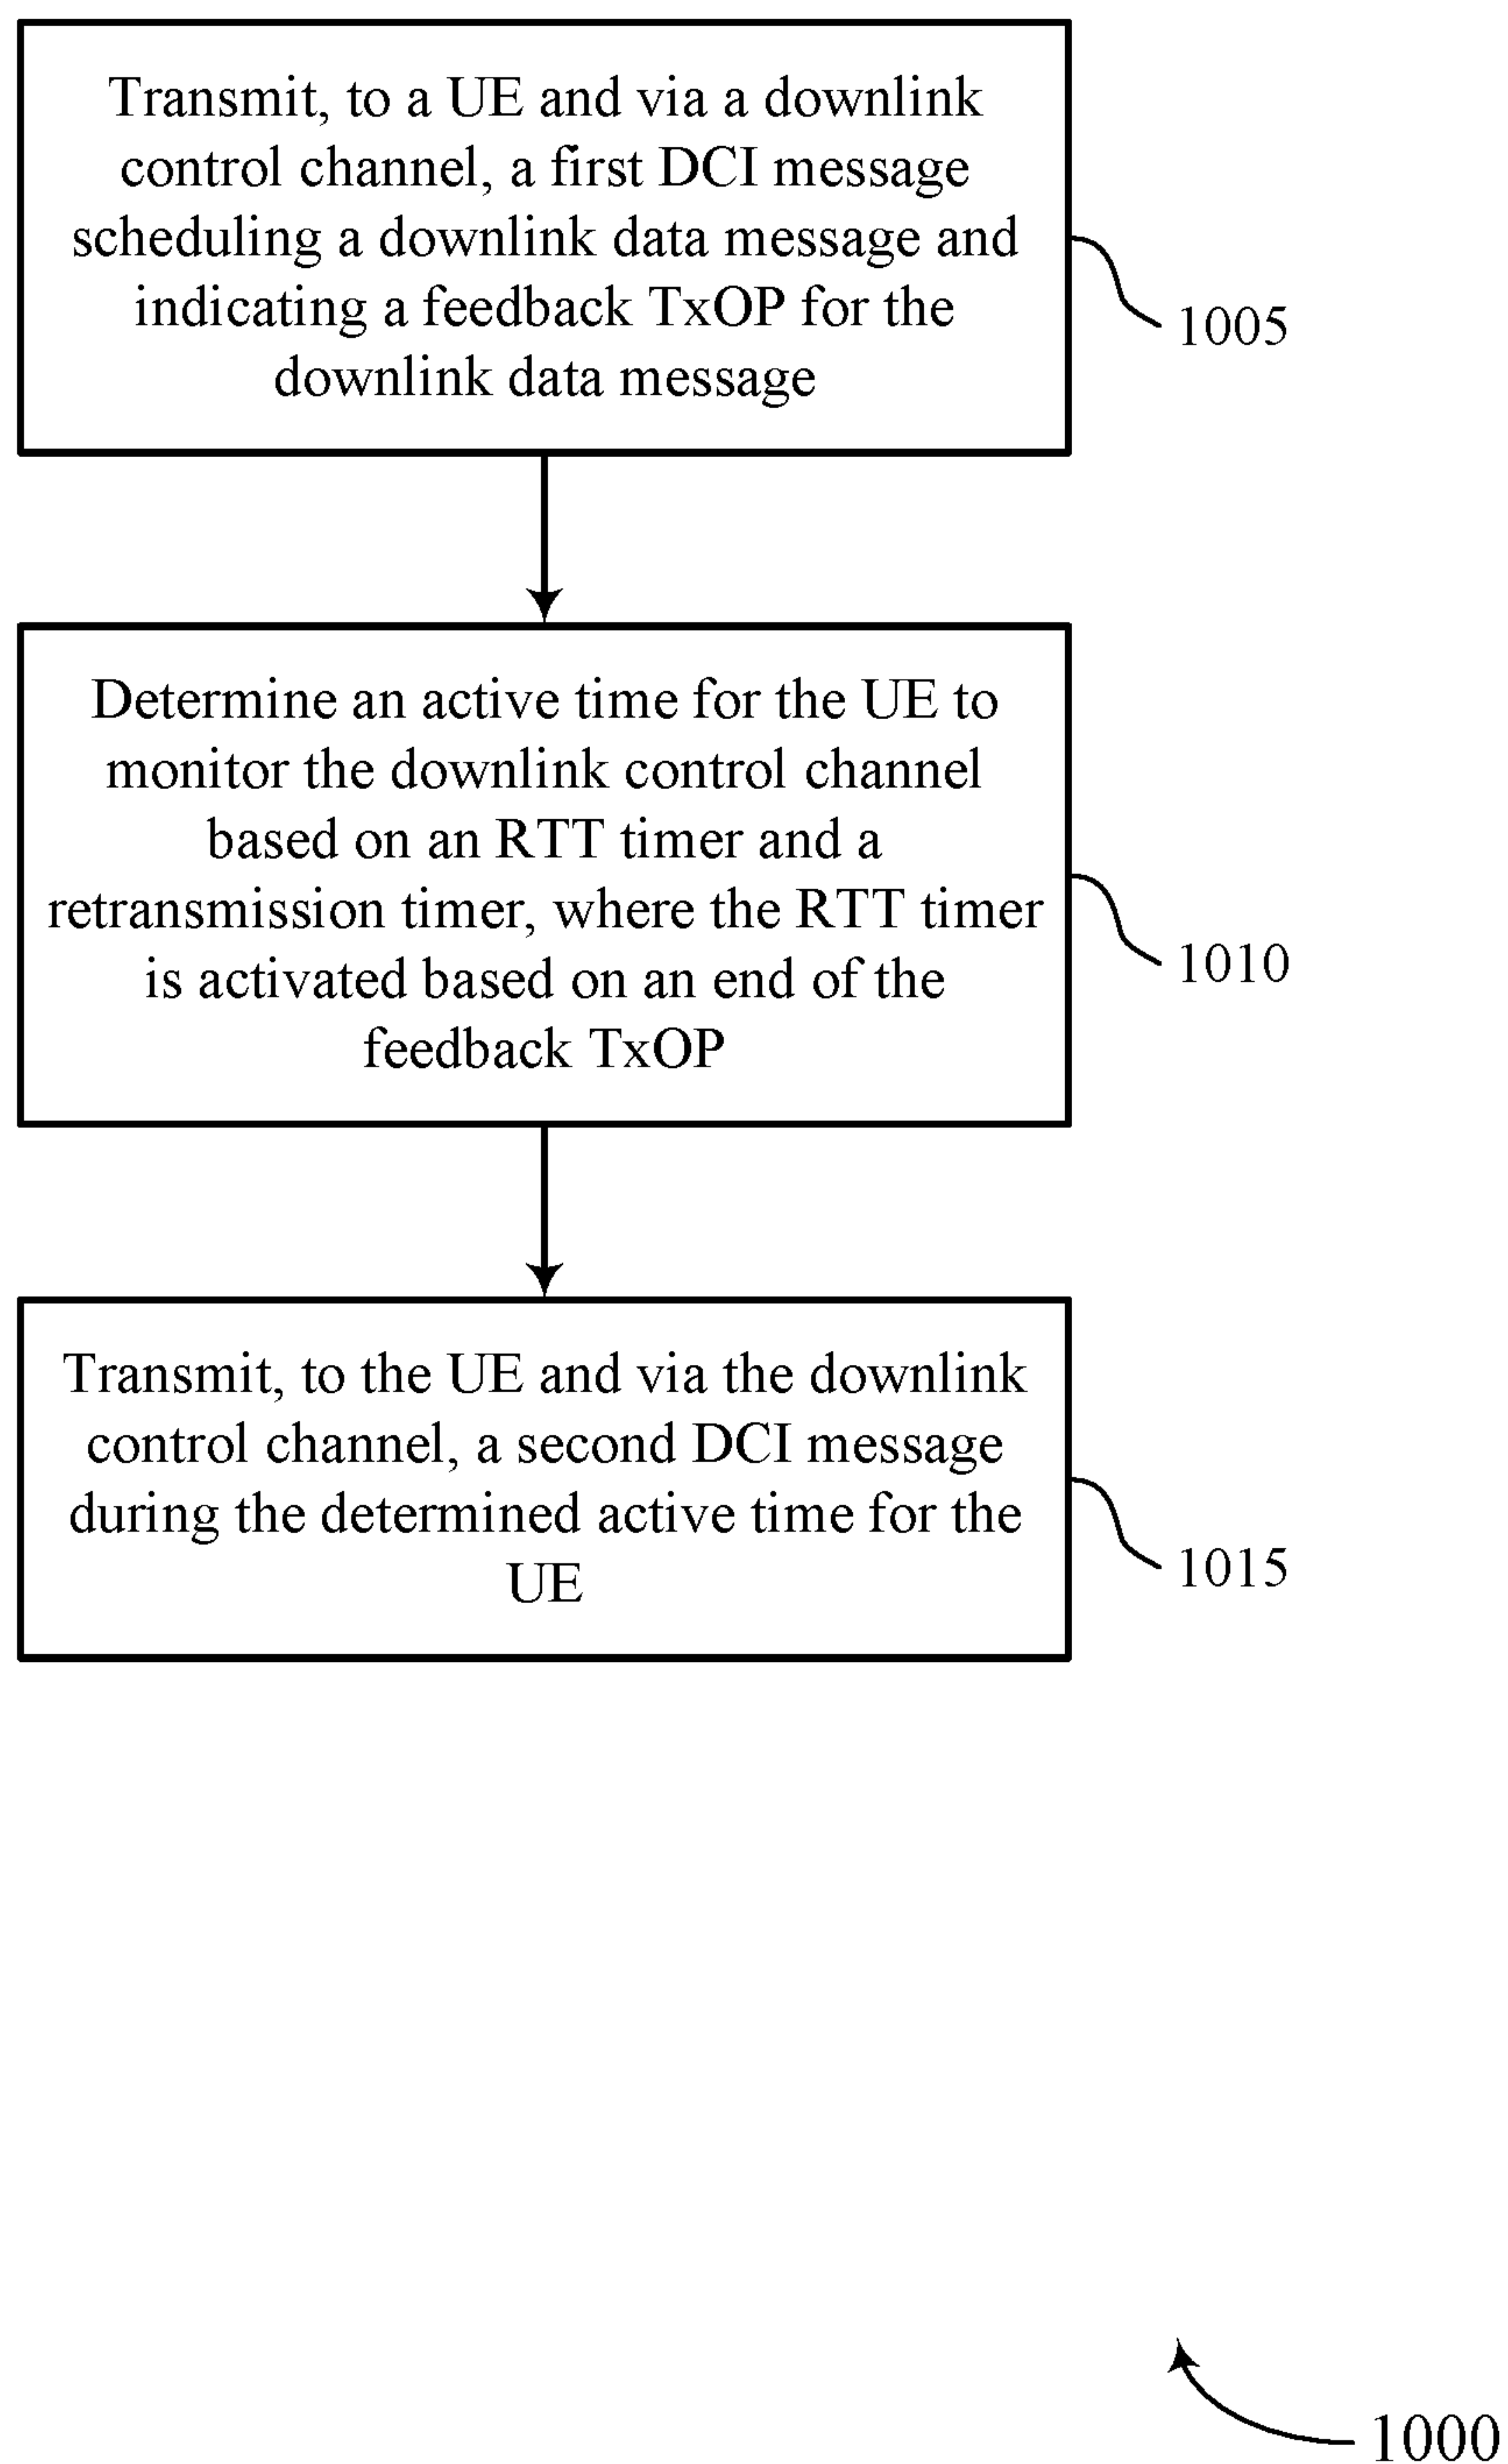 Transmit, to a UE and via a downlink
control channel, a first DCI message
scheduling a downlink data message and
indicating a feedback TxOP for the
downlink data message
1005
Determine an active time for the UE to
monitor the downlink control channel
based on an RTT timer and a
retransmission timer, where the RTT timer
is activated based on an end of the
feedback TxOP
1010
Transmit, to the UE and via the downlink
control channel, a second DCI message
during the determined active time for the
UE
1015
1000